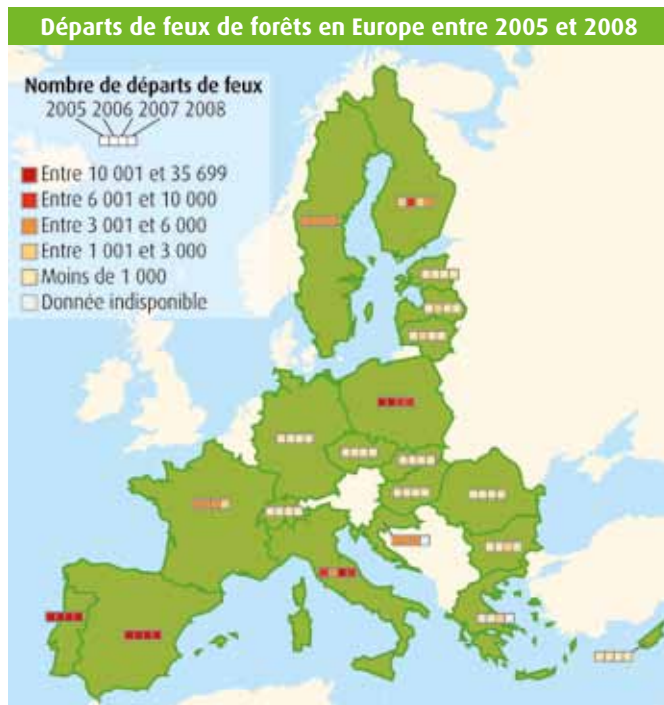 Départs de feux de forêts en Europe entre 2005 et 2008
Nombre de départs de feux
2005 2006 2007 2008
Entre 10 001 et 35 699
Entre 6 001 et 10 000
Entre 3 001 et 6 000
Entre 1 001 et 3 000
Moins de 1 000
Donnée indisponible